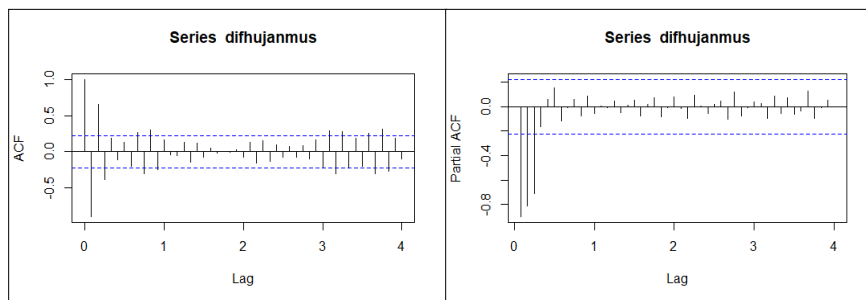 Series difhujanmus
ACF
1.0
0.5
0.0
-0.5
0
1
2
3
4
Lag
Series difhujanmus
Partial ACF
0.0
-0.4
-0.8
0
1
2
3
4
Lag